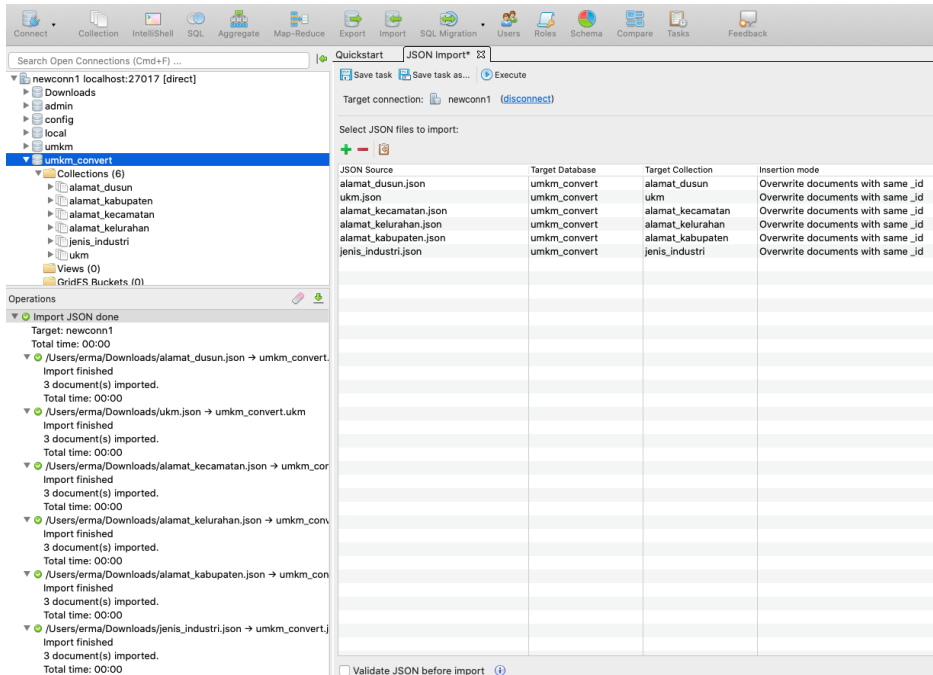 Connect
Collection
IntelliShell
SQL
Aggregate
Map-Reduce
Export
Import
SQL Migration
Users
Roles
Schema
Compare
Tasks
Feedback
Search Open Connections (Cmd+F) ...
newconn1 localhost:27017 [direct]
Downloads
admin
config
local
umkm
umkm_convert
Collections (6)
alamat_dusun
alamat_kabupaten
alamat_kecamatan
alamat_kelurahan
jenis_industri
ukm
Views (0)
GridFS Buckets (0)
Operations
Import JSON done
Target: newconn1
Total time: 00:00
/Users/erma/Downloads/alamat_dusun.json → umkm_convert.
Import finished
3 document(s) imported.
Total time: 00:00
/Users/erma/Downloads/ukm.json → umkm_convert.ukm
Import finished
3 document(s) imported.
Total time: 00:00
/Users/erma/Downloads/alamat_kecamatan.json → umkm_cor
Import finished
3 document(s) imported.
Total time: 00:00
/Users/erma/Downloads/alamat_kelurahan.json → umkm_conv
Import finished
3 document(s) imported.
Total time: 00:00
/Users/erma/Downloads/alamat_kabupaten.json → umkm_con
Import finished
3 document(s) imported.
Total time: 00:00
/Users/erma/Downloads/jenis_industri.json → umkm_convert.j
Import finished
3 document(s) imported.
Total time: 00:00
Quickstart JSON Import*
Save task Save task as... Execute
Target connection: newconn1 (disconnect)
Select JSON files to import:
JSON Source Target Database Target Collection Insertion mode
alamat_dusun.json umkm_convert alamat_dusun Overwrite documents with same _id
ukm.json umkm_convert ukm Overwrite documents with same _id
alamat_kecamatan.json umkm_convert alamat_kecamatan Overwrite documents with same _id
alamat_kelurahan.json umkm_convert alamat_kelurahan Overwrite documents with same _id
alamat_kabupaten.json umkm_convert alamat_kabupaten Overwrite documents with same _id
jenis_industri.json umkm_convert jenis_industri Overwrite documents with same _id
Validate JSON before import